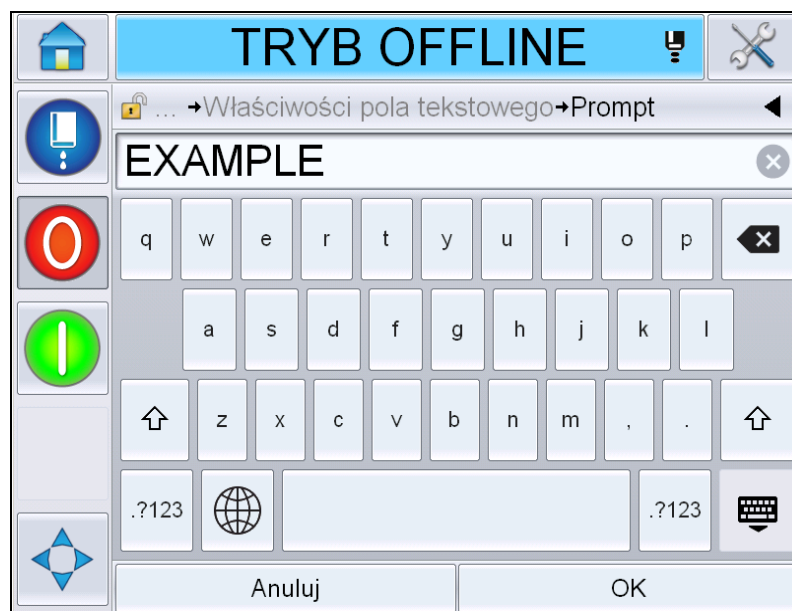 TRYB OFFLINE
... →Właściwości pola tekstowego→Prompt
EXAMPLE
q w e r t y u i o p
a s d f g h j k l
z x c v b n m , .
.?123 .?123
Anuluj OK